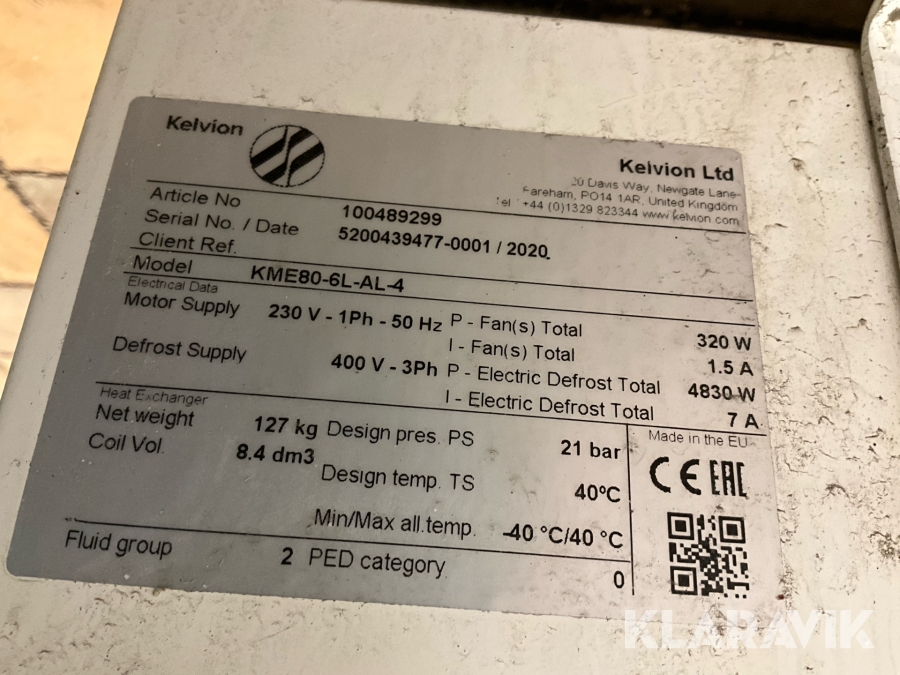 Kelvion
Kelvion Ltd
20 Davis Way, Newgate Lane
Fareham, PO14 1AR, United Kingdom
Tel : +44 (0)1329 823344 www.kelvion.com
Article No 100489299
Serial No. / Date 5200439477-0001 / 2020
Client Ref.
Model KME80-6L-AL-4
Electrical Data
Motor Supply 230 V - 1Ph - 50 Hz P - Fan(s) Total 320 W
I - Fan(s) Total 1.5 A
Defrost Supply 400 V - 3Ph P - Electric Defrost Total 4830 W
I - Electric Defrost Total 7 A
Heat Exchanger
Net weight 127 kg Design pres. PS 21 bar
Coil Vol. 8.4 dm3
Design temp. TS 40°C
Min/Max all.temp. -40 °C/40 °C
Fluid group 2 PED category 0
Made in the EU
CE EAC
KLARAVIK